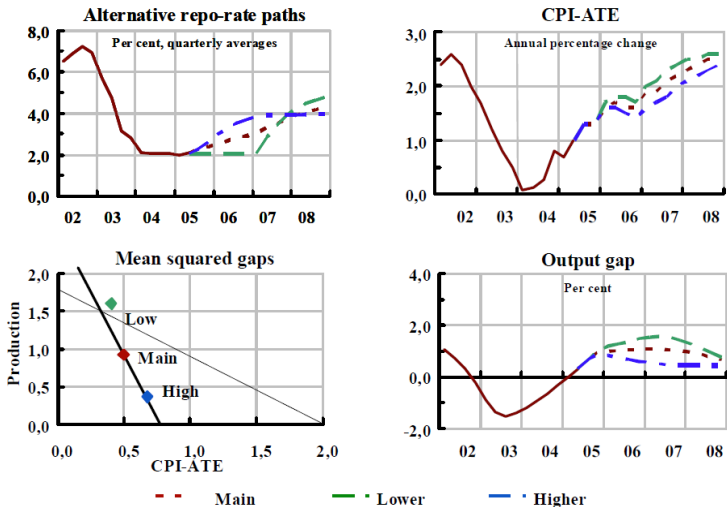 Alternative repo-rate paths
Per cent, quarterly averages
8,0
6,0
4,0
2,0
0,0
02 03 04 05 06 07 08
CPI-ATE
Annual percentage change
3,0
2,0
1,0
0,0
02 03 04 05 06 07 08
Mean squared gaps
Production
2,0
1,5
1,0
0,5
0,0
Low
Main
High
0,0 0,5 1,0 1,5 2,0
CPI-ATE
Output gap
Per cent
4,0
2,0
0,0
-2,0
02 03 04 05 06 07 08
Main Lower Higher